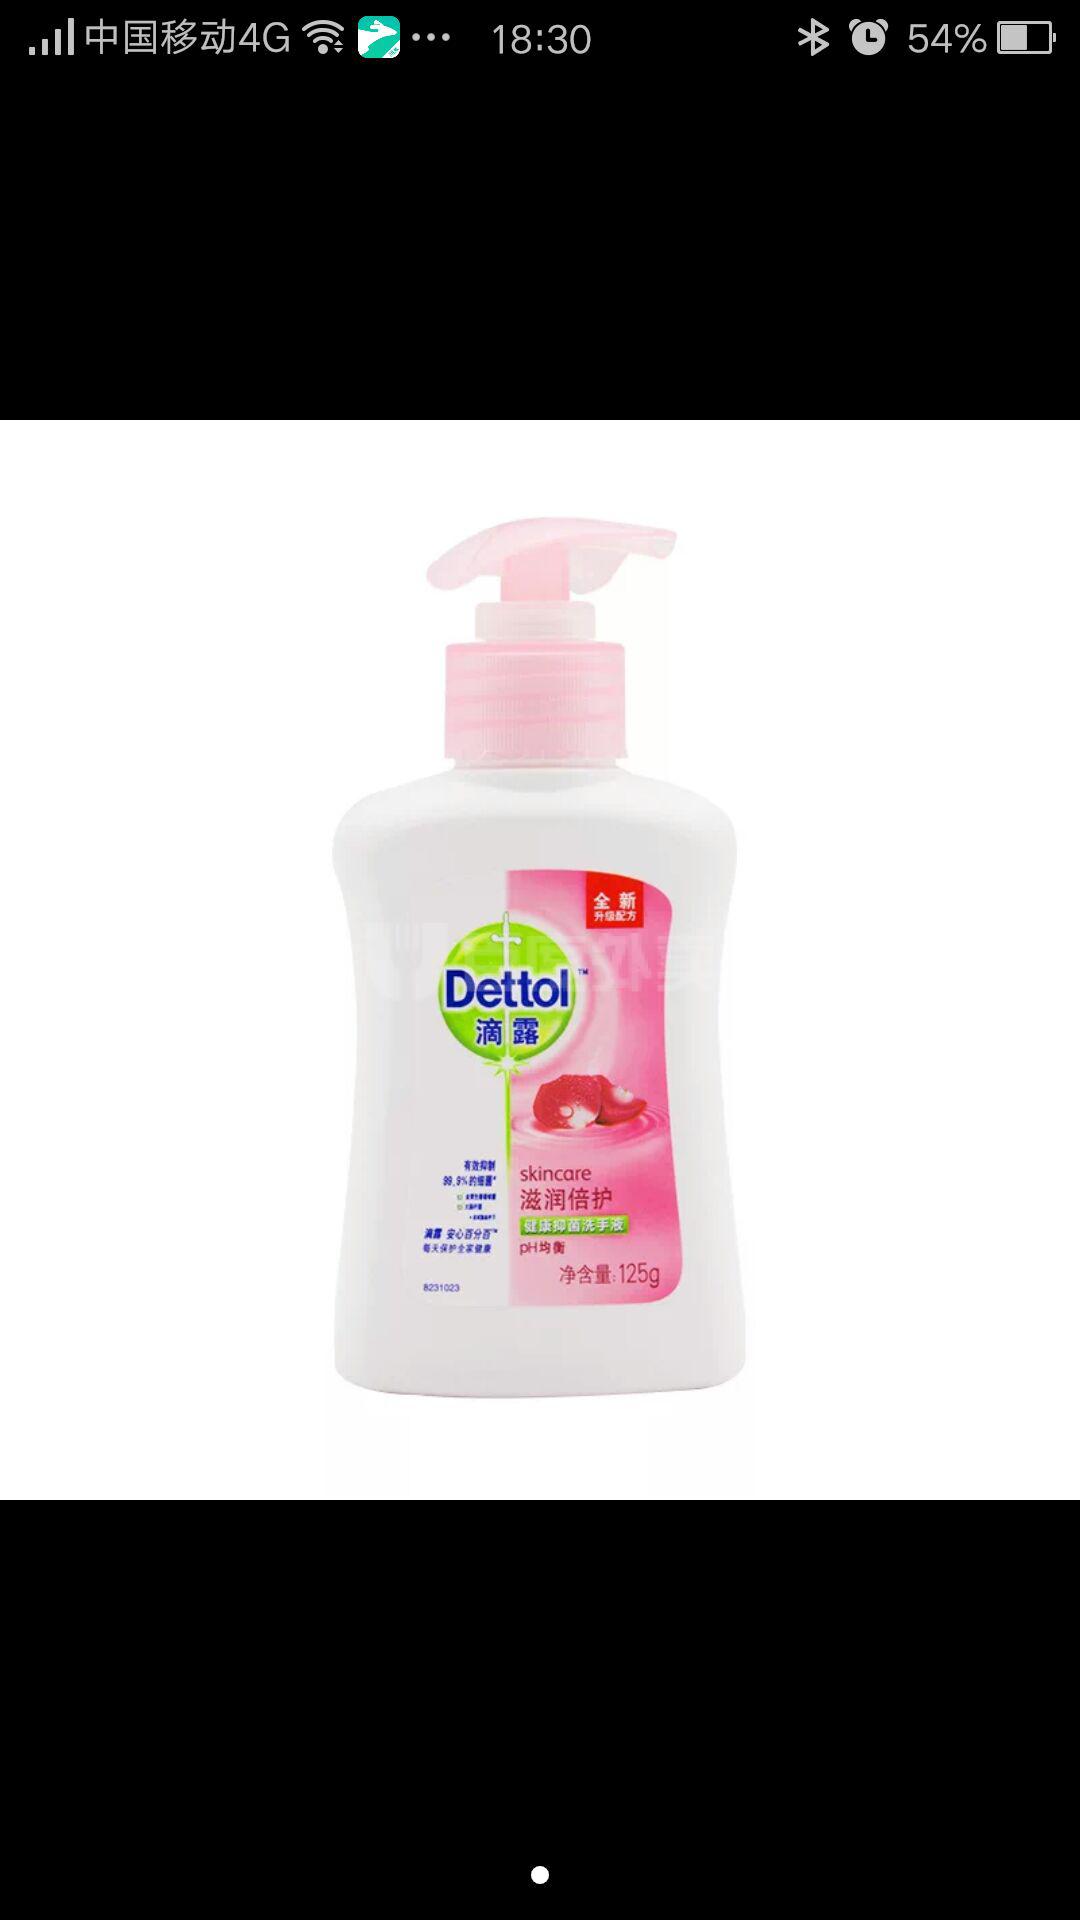 中国移动4G
18:30
54%
全新
升级配方
Dettol™
滴露
有效抑制
99.9%的细菌*
滴露 安心百分百™
每天保护全家健康
8231023
skincare
滋润倍护
健康抑菌洗手液
pH均衡
净含量:125g